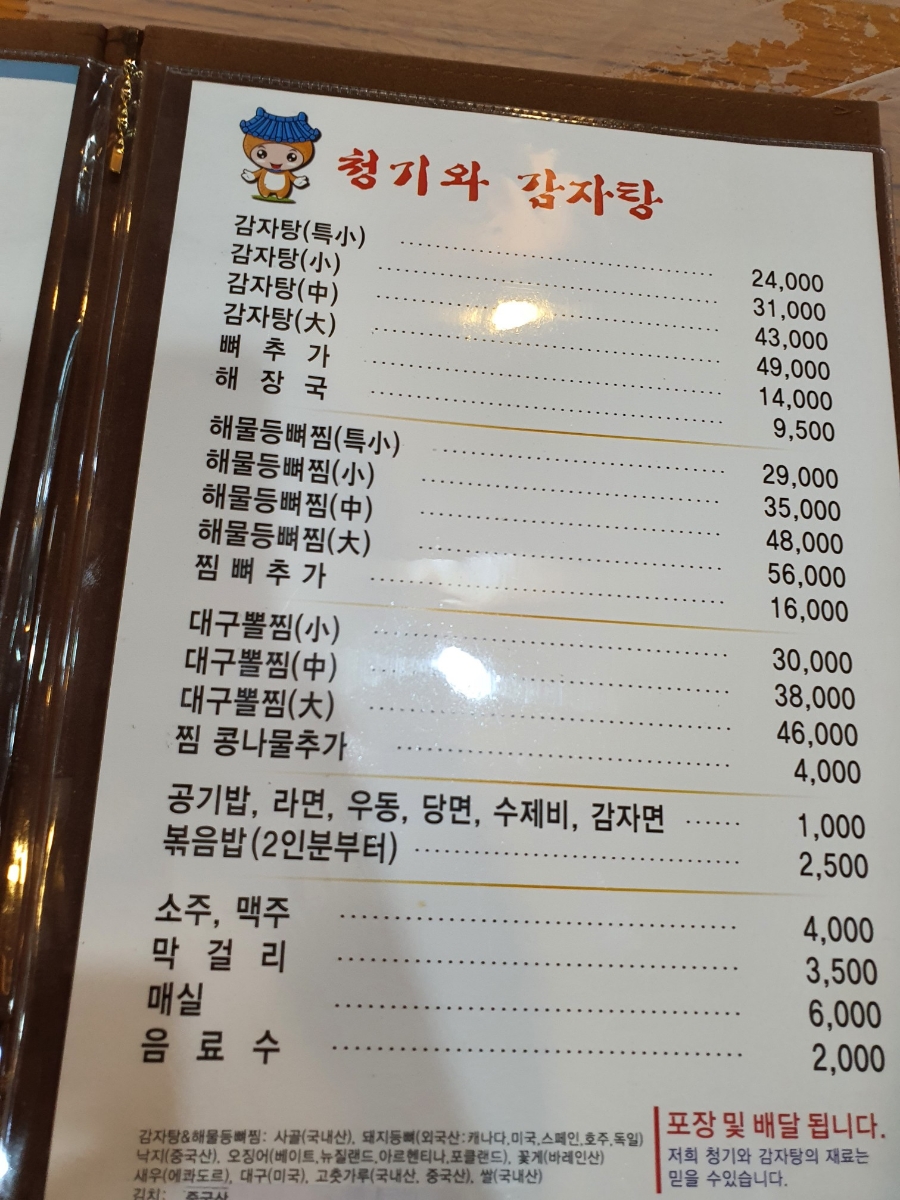 청기와 감자탕
감자탕(특小) 24,000
감자탕(小) 31,000
감자탕(中) 43,000
감자탕(大) 49,000
뼈 추 가 14,000
해 장 국 9,500
해물등뼈찜(특小) 29,000
해물등뼈찜(小) 35,000
해물등뼈찜(中) 48,000
해물등뼈찜(大) 56,000
찜 뼈 추 가 16,000
대구뽈찜(小) 30,000
대구뽈찜(中) 38,000
대구뽈찜(大) 46,000
찜 콩나물추가 4,000
공기밥, 라면, 우동, 당면, 수제비, 감자면 1,000
볶음밥(2인분부터) 2,500
소주, 맥주 4,000
막 걸 리 3,500
매실 6,000
음 료 수 2,000
감자탕&해물등뼈찜: 사골(국내산), 돼지등뼈(외국산:캐나다,미국,스페인,호주,독일)
낙지(중국산), 오징어(베이트,뉴질랜드,아르헨티나,포클랜드), 꽃게(바레인산)
새우(에콰도르), 대구(미국), 고춧가루(국내산, 중국산), 쌀(국내산)
김치: 중국산
포장 및 배달 됩니다.
저희 청기와 감자탕의 재료는
믿을 수있습니다.